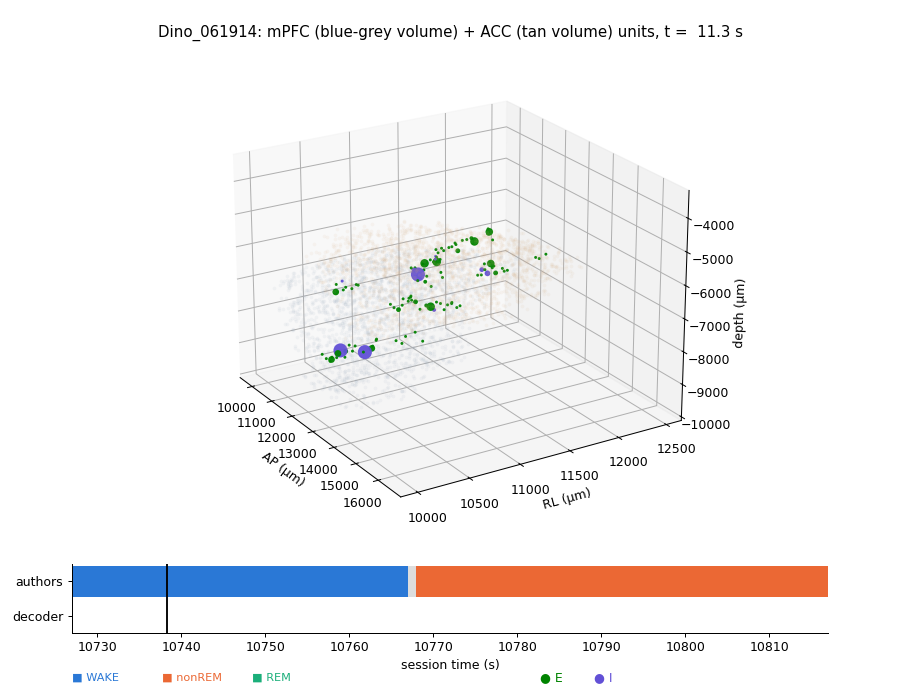 Dino_061914: mPFC (blue-grey volume) + ACC (tan volume) units, t =  11.3 s
−4000
−5000
−6000
−7000
−8000
−9000
−10000
depth (μm)
10000
11000
12000
13000
14000
15000
16000
AP (μm)
10000
10500
11000
11500
12000
12500
RL (μm)
authors
decoder
10730
10740
10750
10760
10770
10780
10790
10800
10810
session time (s)
WAKE
nonREM
REM
E
I